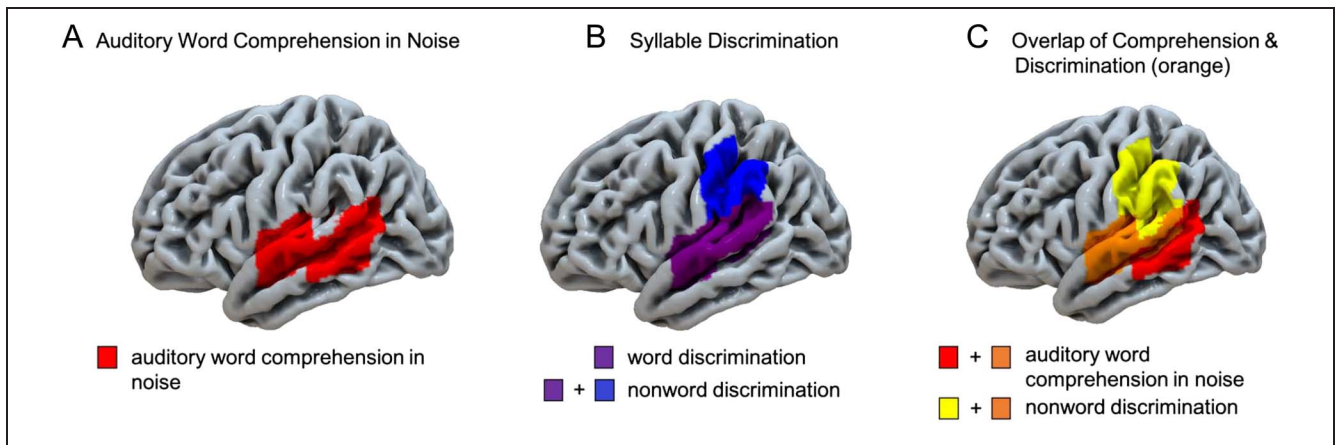 A Auditory Word Comprehension in Noise
B Syllable Discrimination
C Overlap of Comprehension &
Discrimination (orange)
auditory word comprehension in
noise
word discrimination
+ nonword discrimination
+ auditory word
comprehension in noise
+ nonword discrimination